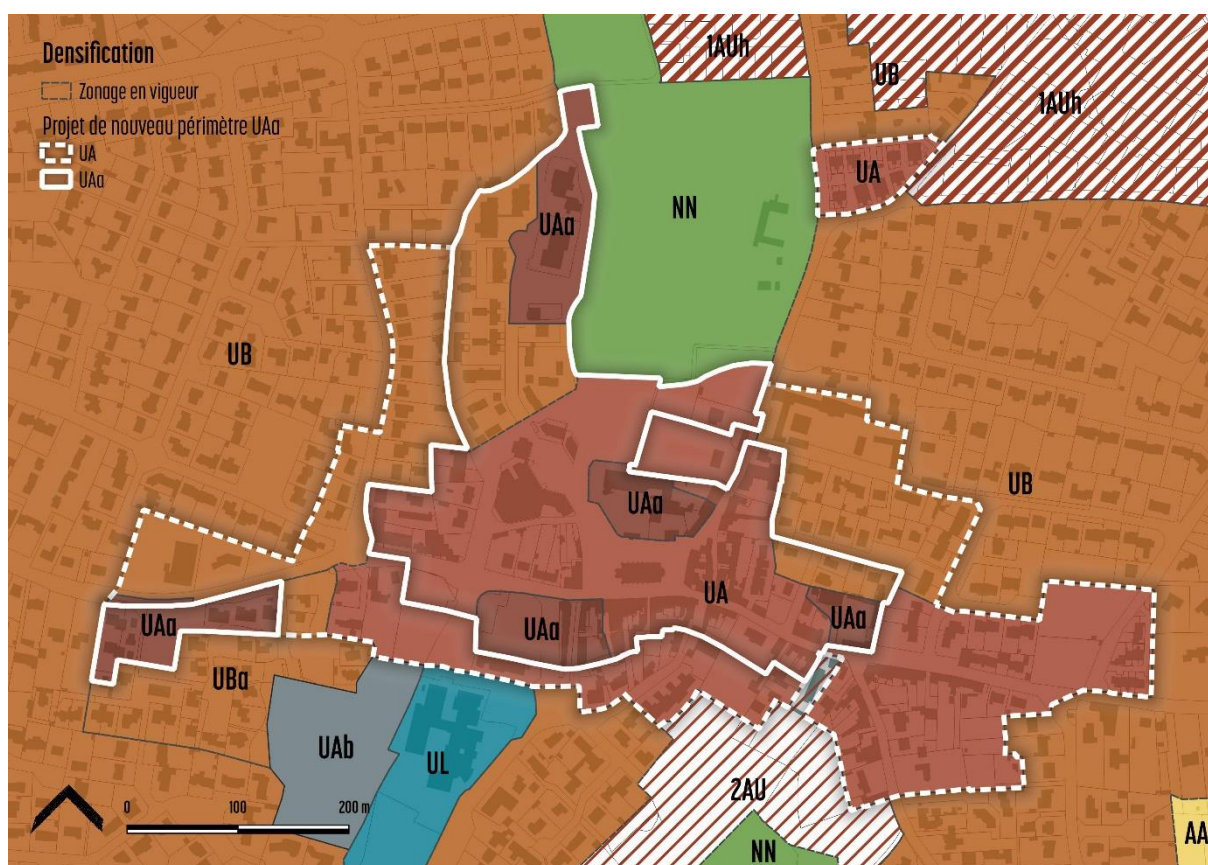 Densification
Zonage en vigueur
Projet de nouveau périmètre UAa
UA
UAa
1AUh
UB
1AUh
UA
UAa
NN
UB
UB
UAa
UA
UAa
UAa
UAa
UBa
UAb
UL
2AU
0 100 200 m
AA
NN